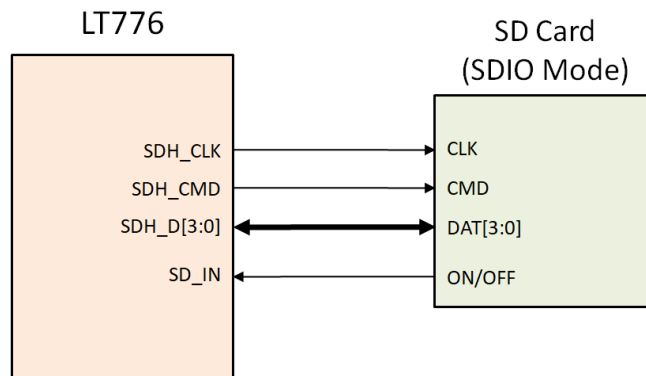 LT776
SD Card
(SDIO Mode)
SDH_CLK
CLK
SDH_CMD
CMD
SDH_D[3:0]
DAT[3:0]
SD_IN
ON/OFF